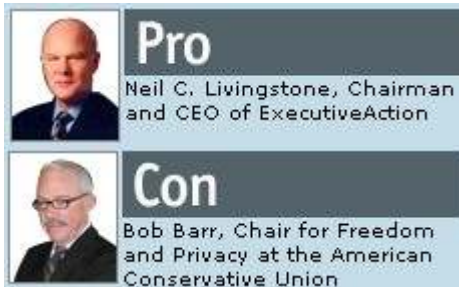 Pro
Neil C. Livingstone, Chairman
and CEO of ExecutiveAction
Con
Bob Barr, Chair for Freedom
and Privacy at the American
Conservative Union